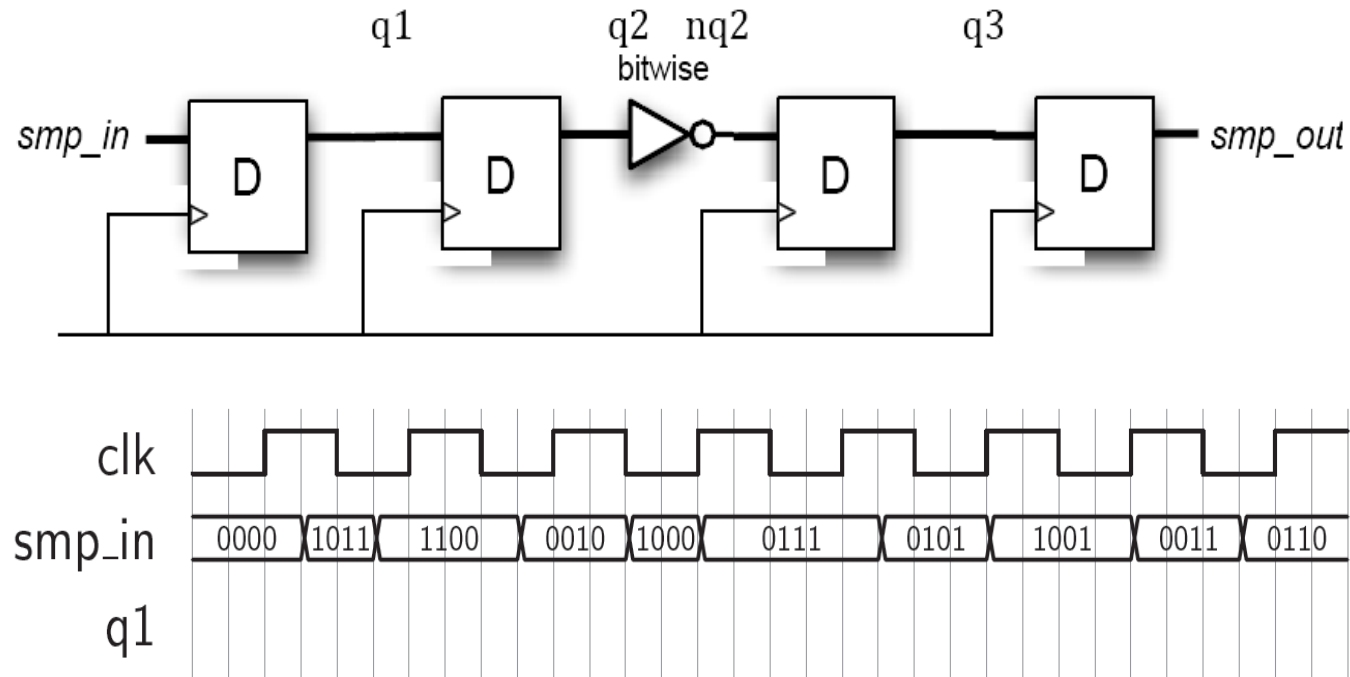 q1 q2 nq2 q3
bitwise
smp_in D D D D smp_out
clk
smp_in 0000 1011 1100 0010 1000 0111 0101 1001 0011 0110
q1